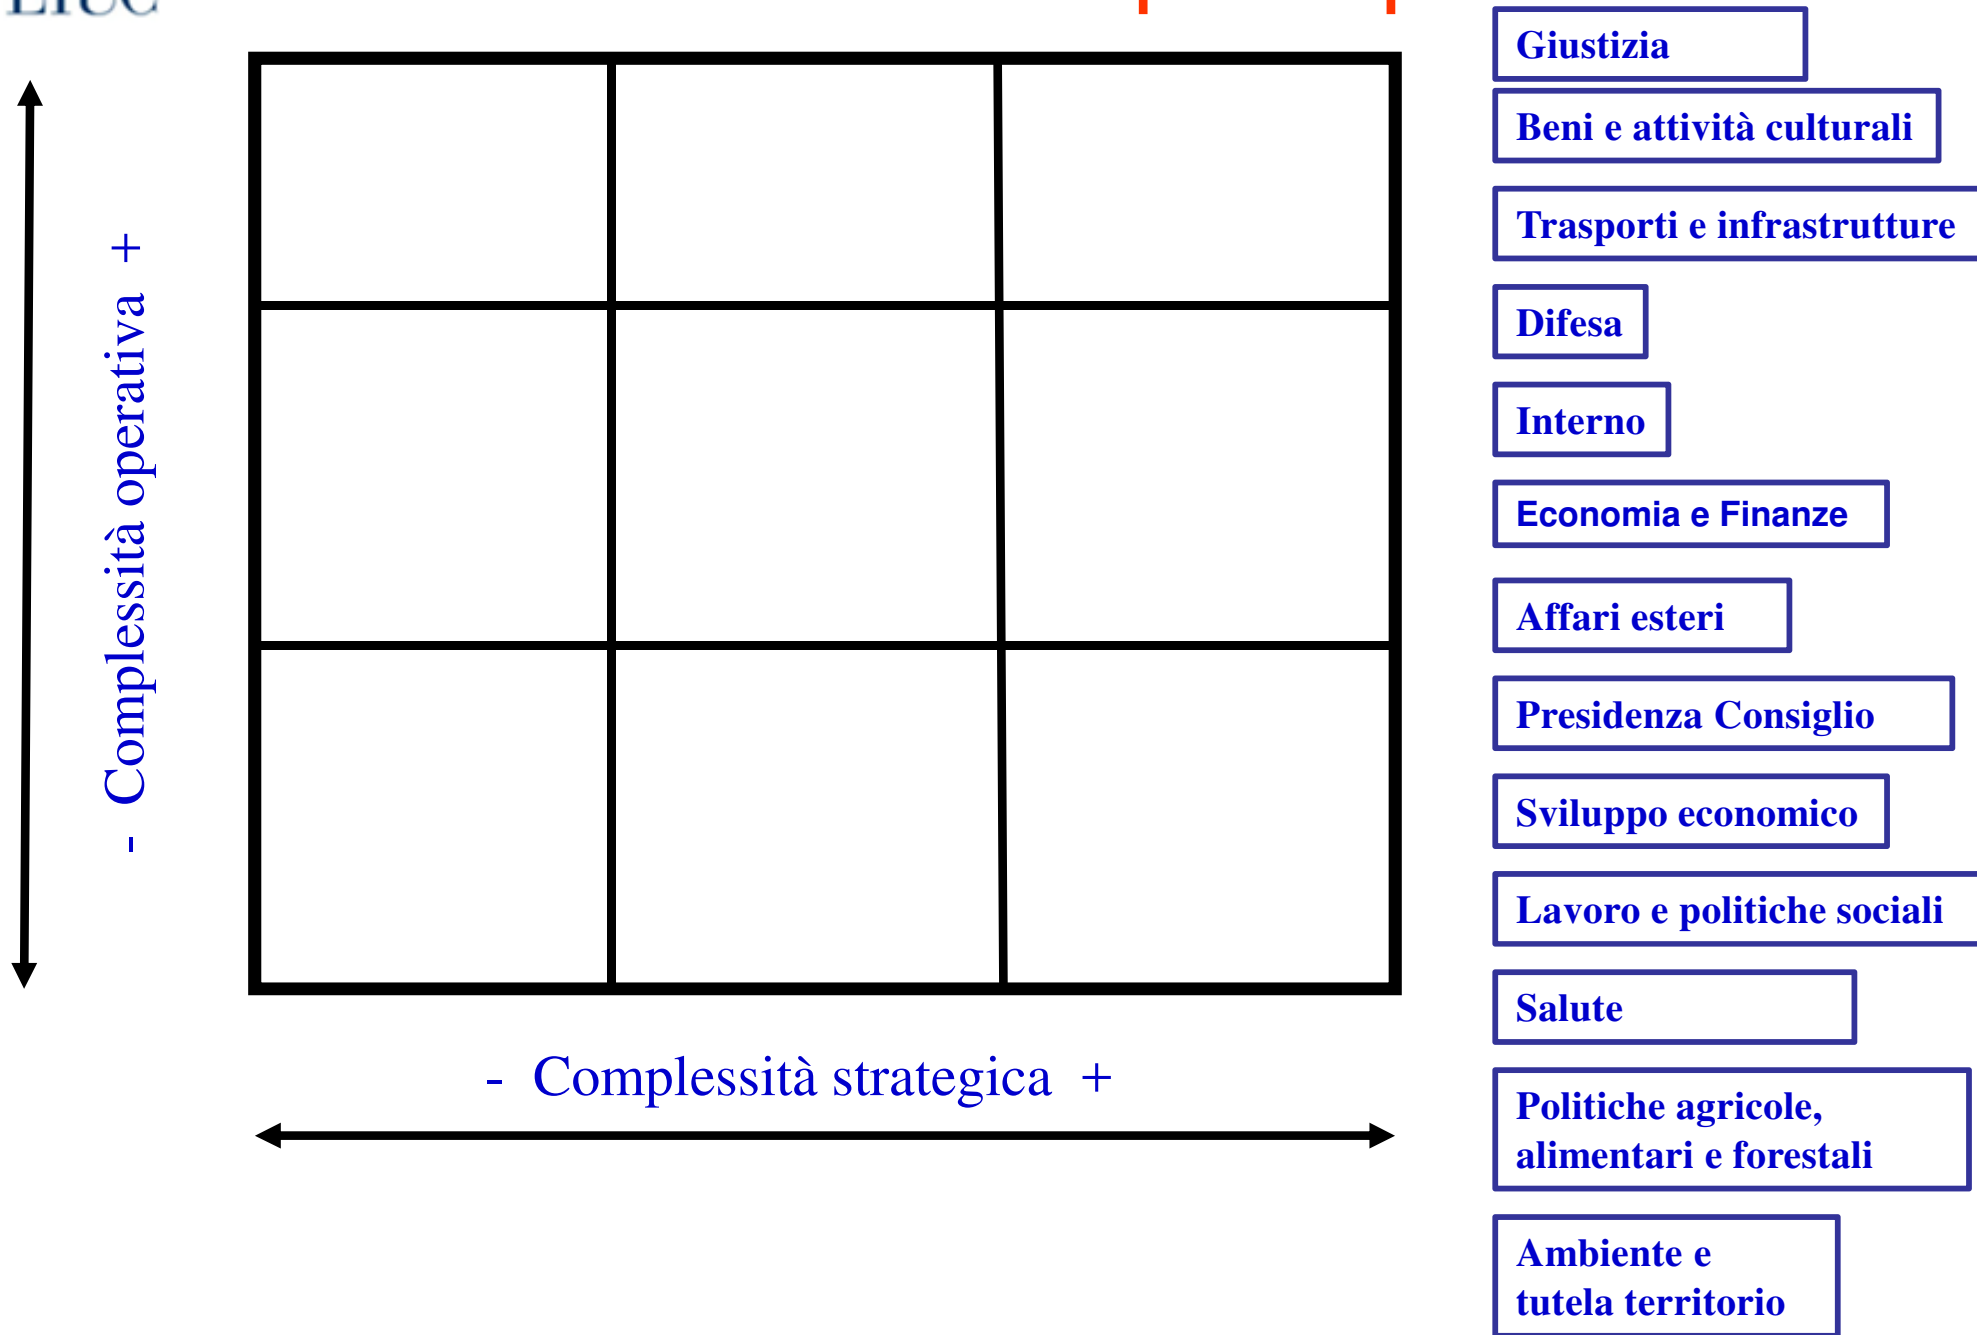 Giustizia
Beni e attività culturali
Trasporti e infrastrutture
Difesa
Interno
Economia e Finanze
Affari esteri
Presidenza Consiglio
Sviluppo economico
Lavoro e politiche sociali
Salute
Politiche agricole,
alimentari e forestali
Ambiente e
tutela territorio
- Complessità operativa +
- Complessità strategica +